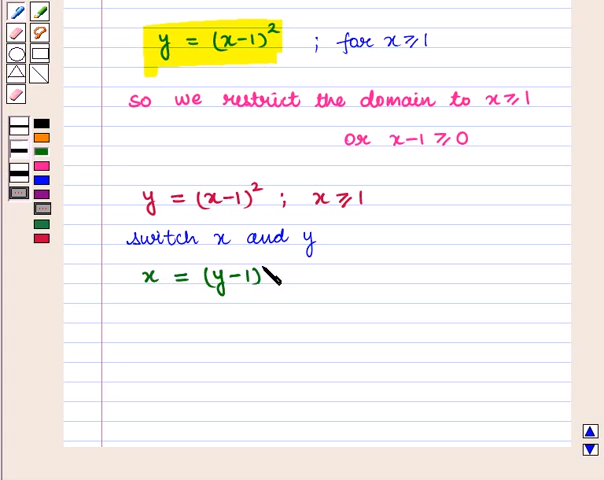 y = (x-1)² ; for x ≥ 1
so we restrict the domain to x ≥ 1
or x-1 ≥ 0
y = (x-1)² ; x ≥ 1
switch x and y
x = (y-1)